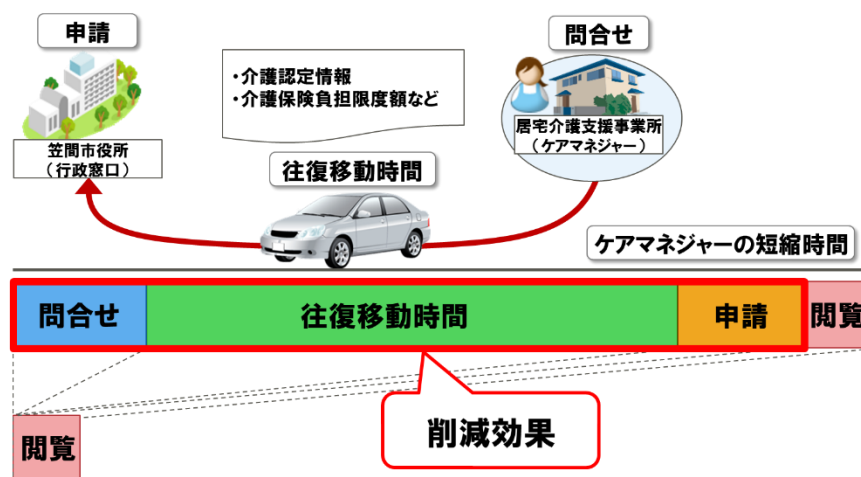 申請
問合せ
・介護認定情報
・介護保険負担限度額など
笠間市役所
(行政窓口)
居宅介護支援事業所
(ケアマネジャー)
往復移動時間
ケアマネジャーの短縮時間
問合せ
往復移動時間
申請
閲覧
削減効果
閲覧